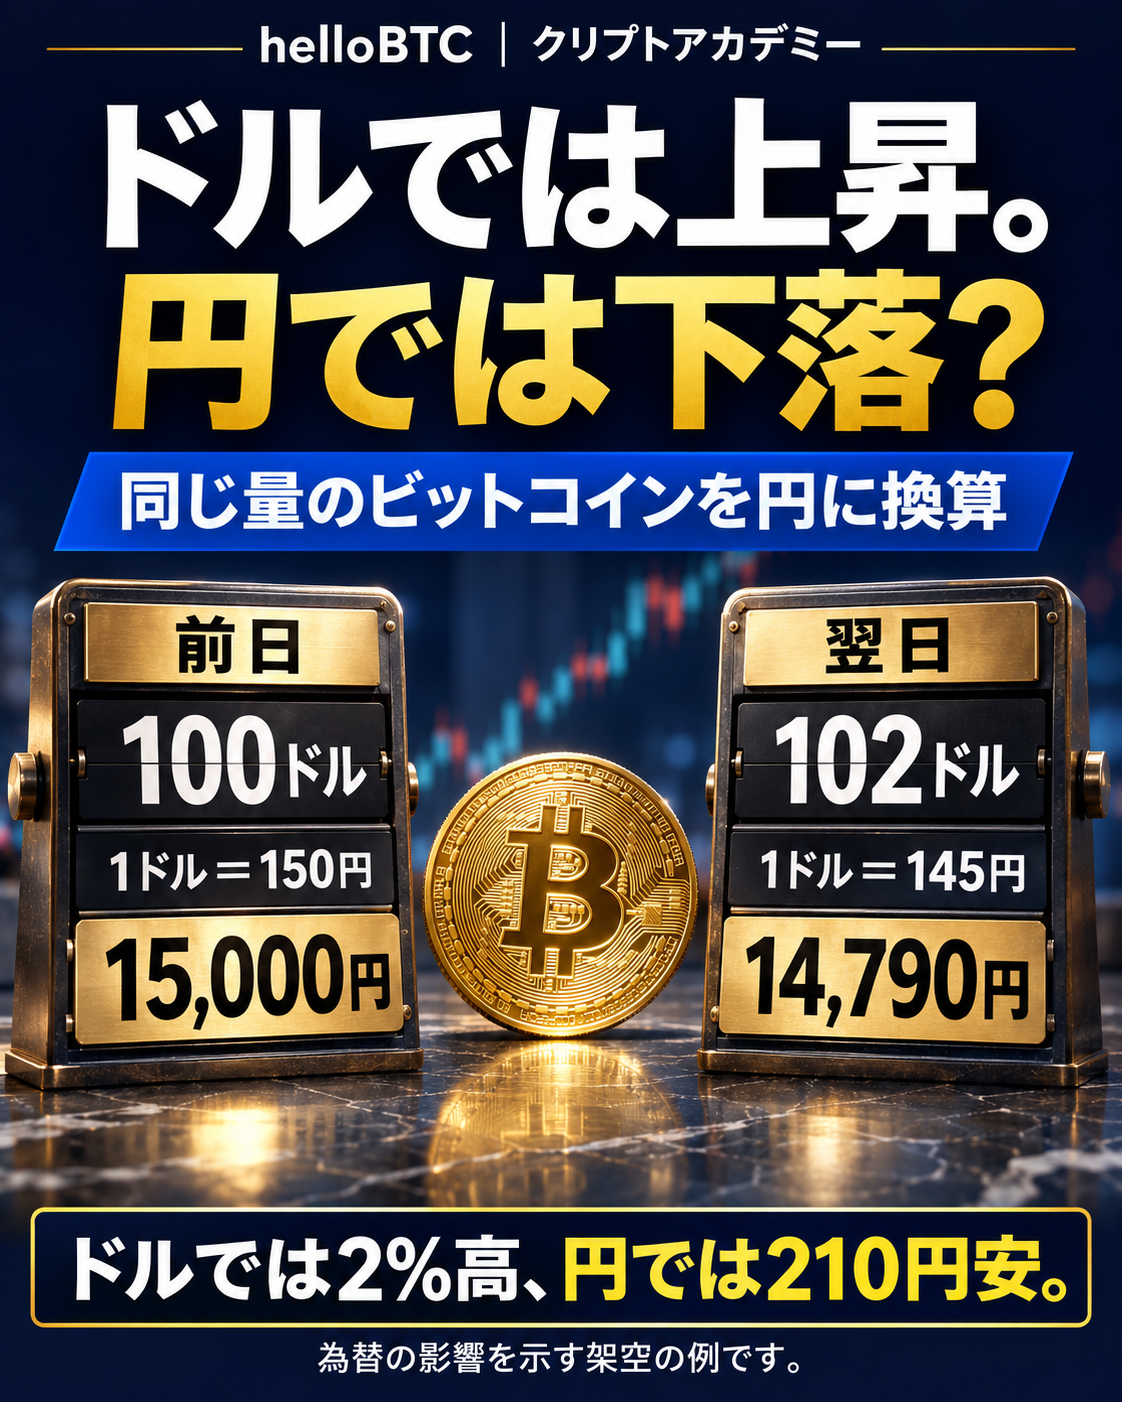 helloBTC | クリプトアカデミー
ドルでは上昇。
円では下落?
同じ量のビットコインを円に換算
前日
100ドル
1ドル＝150円
15,000円
翌日
102ドル
1ドル＝145円
14,790円
ドルでは2%高、円では210円安。
為替の影響を示す架空の例です。